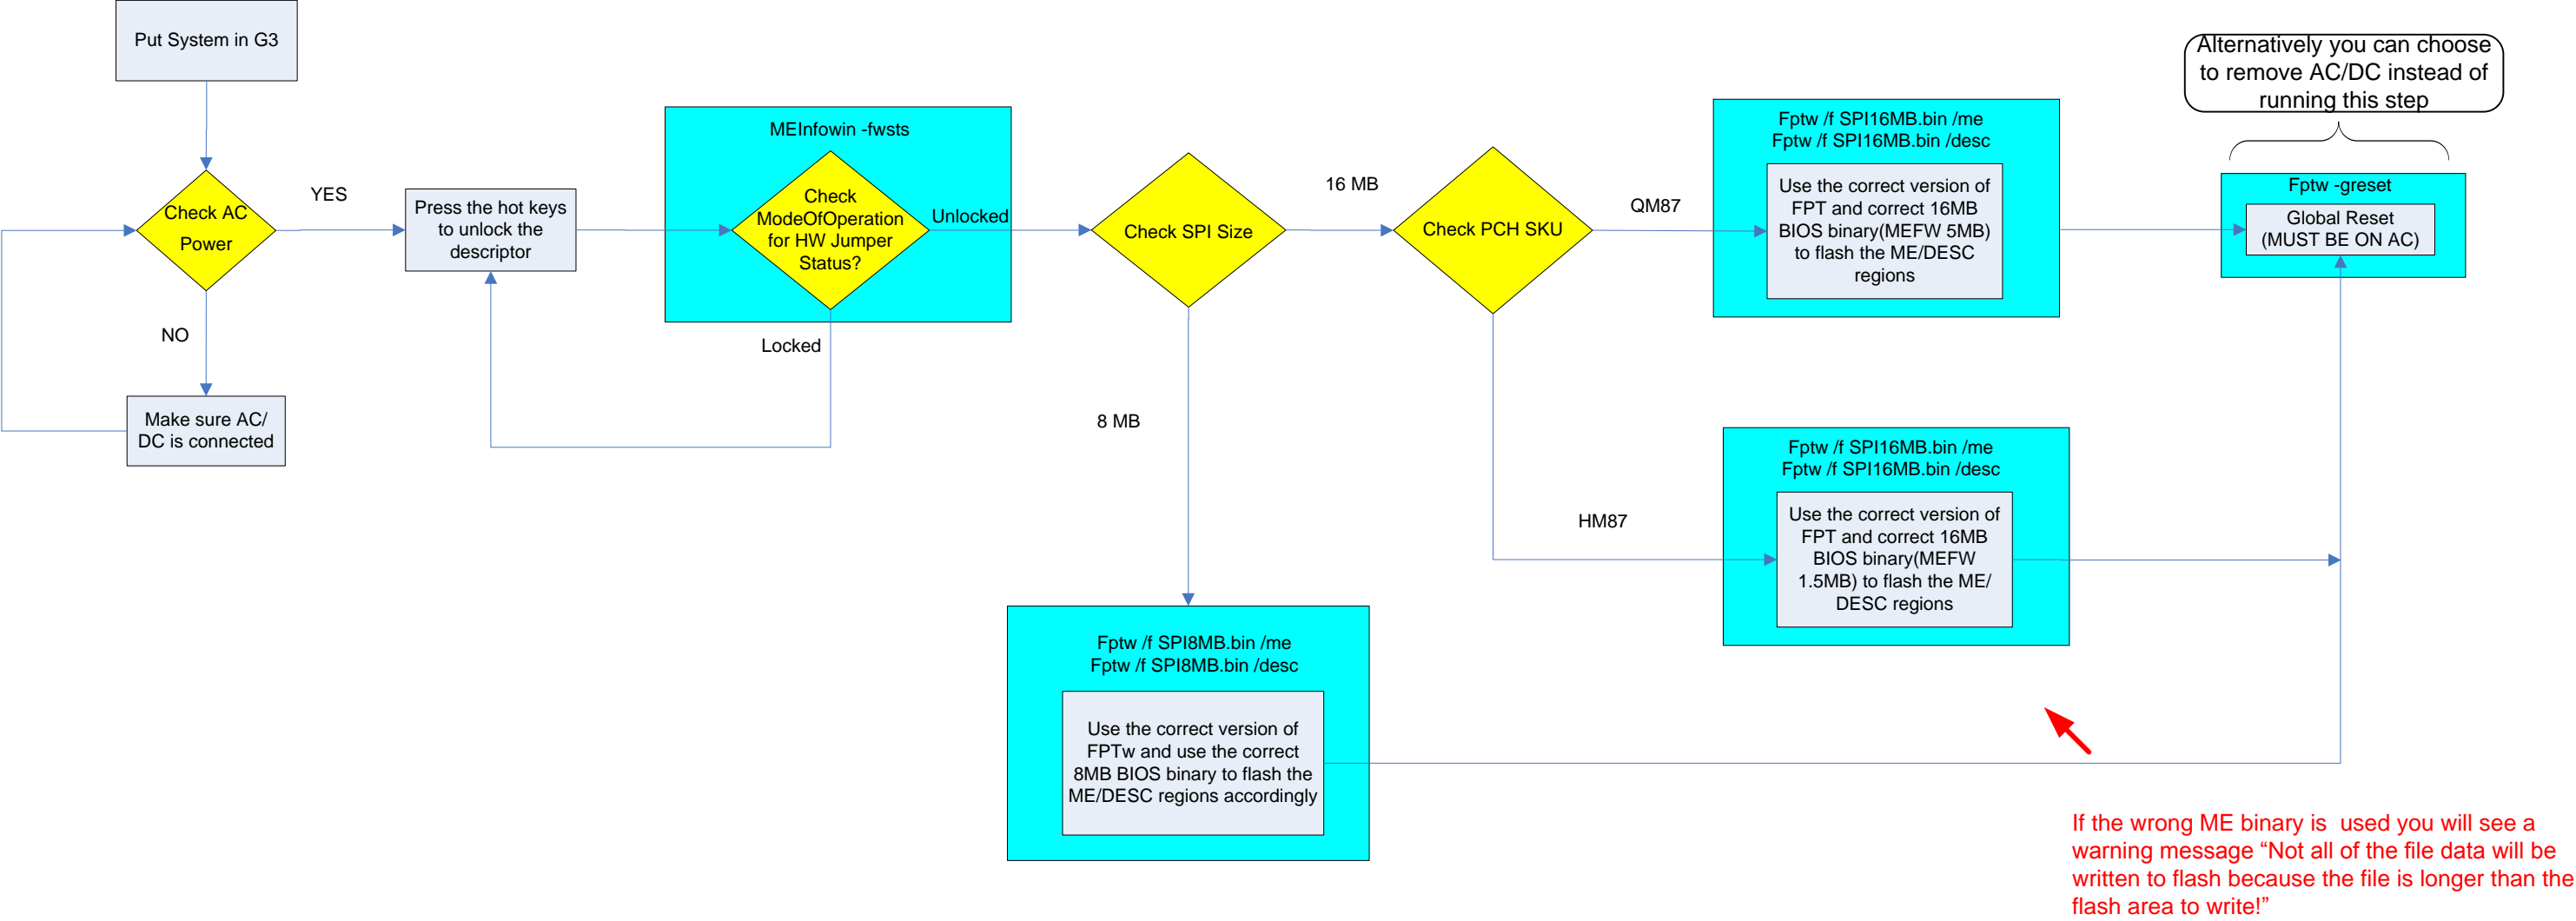 Put System in G3
Check AC
Power
YES
NO
Make sure AC/
DC is connected
Press the hot keys
to unlock the
descriptor
MEInfowin -fwsts
Check
ModeOfOperation
for HW Jumper
Status?
Unlocked
Locked
Check SPI Size
16 MB
8 MB
Check PCH SKU
QM87
HM87
Fptw /f SPI16MB.bin /me
Fptw /f SPI16MB.bin /desc
Use the correct version of
FPT and correct 16MB
BIOS binary(MEFW 5MB)
to flash the ME/DESC
regions
Alternatively you can choose
to remove AC/DC instead of
running this step
Fptw -greset
Global Reset
(MUST BE ON AC)
Fptw /f SPI16MB.bin /me
Fptw /f SPI16MB.bin /desc
Use the correct version of
FPT and correct 16MB
BIOS binary(MEFW
1.5MB) to flash the ME/
DESC regions
Fptw /f SPI8MB.bin /me
Fptw /f SPI8MB.bin /desc
Use the correct version of
FPTw and use the correct
8MB BIOS binary to flash the
ME/DESC regions accordingly
If the wrong ME binary is  used you will see a
warning message “Not all of the file data will be
written to flash because the file is longer than the
flash area to write!”